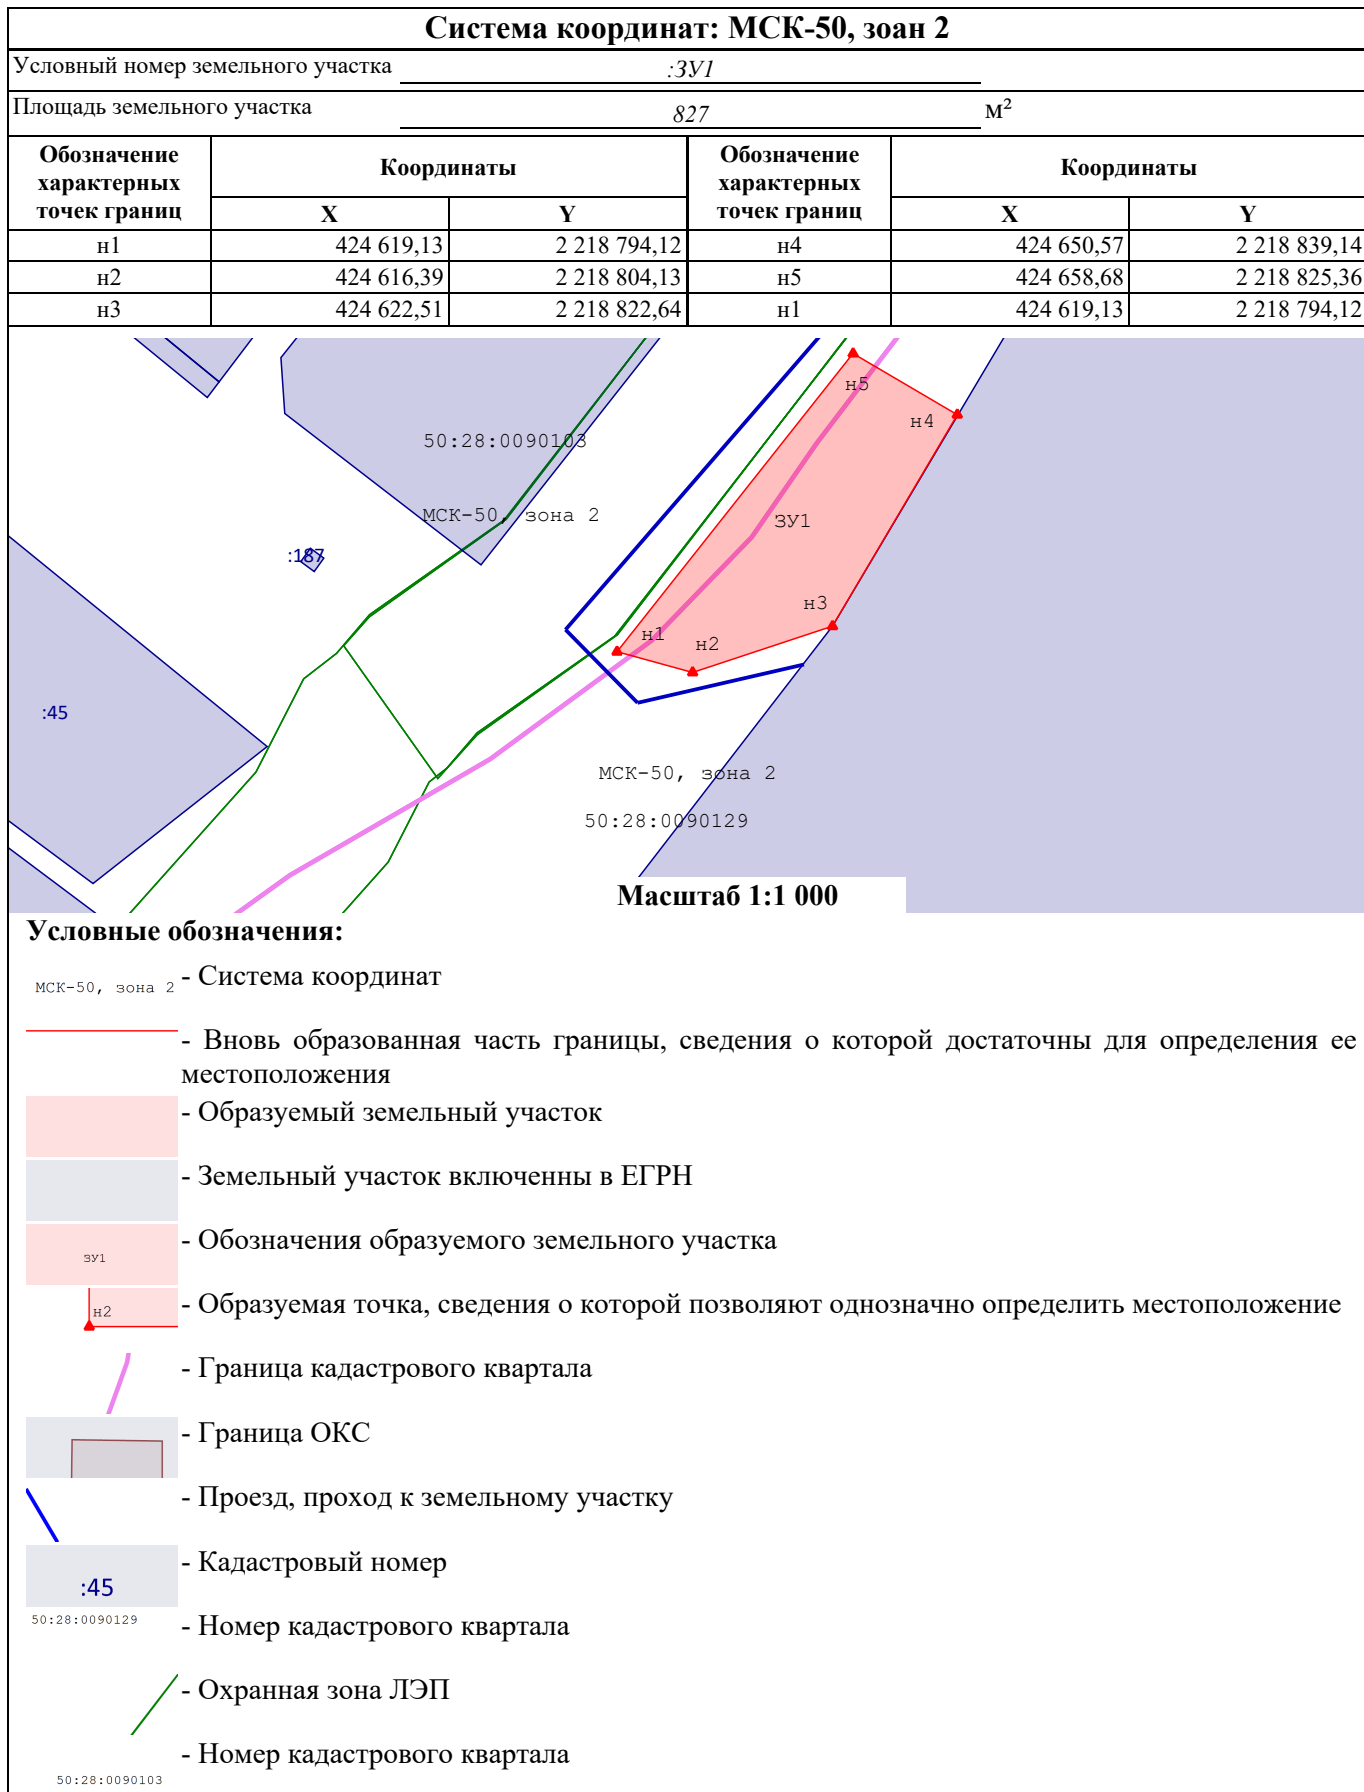 Система координат: МСК-50, зоан 2
Условный номер земельного участка :ЗУ1
Площадь земельного участка 827 м²
Обозначение характерных точек границ Координаты Обозначение характерных точек границ Координаты
X Y X Y
н1 424 619,13 2 218 794,12 н4 424 650,57 2 218 839,14
н2 424 616,39 2 218 804,13 н5 424 658,68 2 218 825,36
н3 424 622,51 2 218 822,64 н1 424 619,13 2 218 794,12
н5
н4
50:28:0090103
МСК-50, зона 2
ЗУ1
:187
н3
н1
н2
:45
МСК-50, зона 2
50:28:0090129
Масштаб 1:1 000
Условные обозначения:
МСК-50, зона 2 - Система координат
- Вновь образованная часть границы, сведения о которой достаточны для определения ее
местоположения
- Образуемый земельный участок
- Земельный участок включенны в ЕГРН
ЗУ1 - Обозначения образуемого земельного участка
н2 - Образуемая точка, сведения о которой позволяют однозначно определить местоположение
- Граница кадастрового квартала
- Граница ОКС
- Проезд, проход к земельному участку
:45 - Кадастровый номер
50:28:0090129 - Номер кадастрового квартала
- Охранная зона ЛЭП
50:28:0090103 - Номер кадастрового квартала